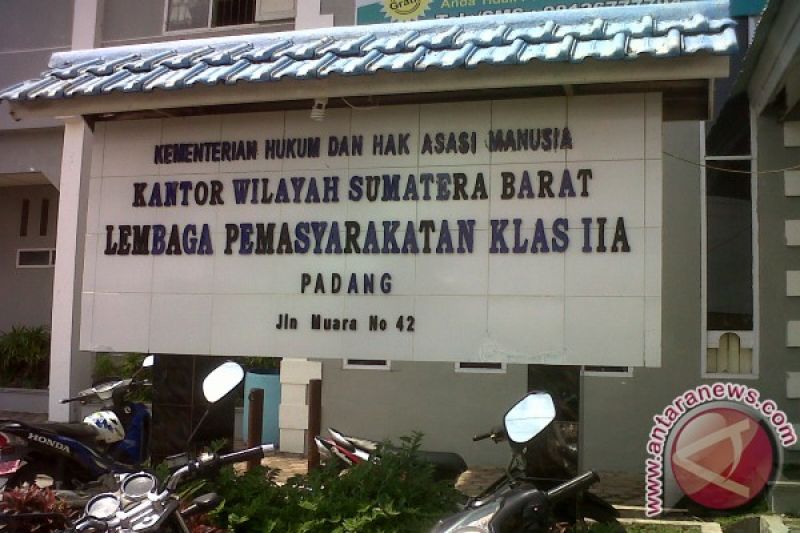 Anda
KEMENTERIAN HUKUM DAN HAK ASASI MANUSIA
KANTOR WILAYAH SUMATERA BARAT
LEMBAGA PEMASYARAKATAN KLAS IIA
PADANG
Jln Muara No 42
HONDA
www.antaranews.com